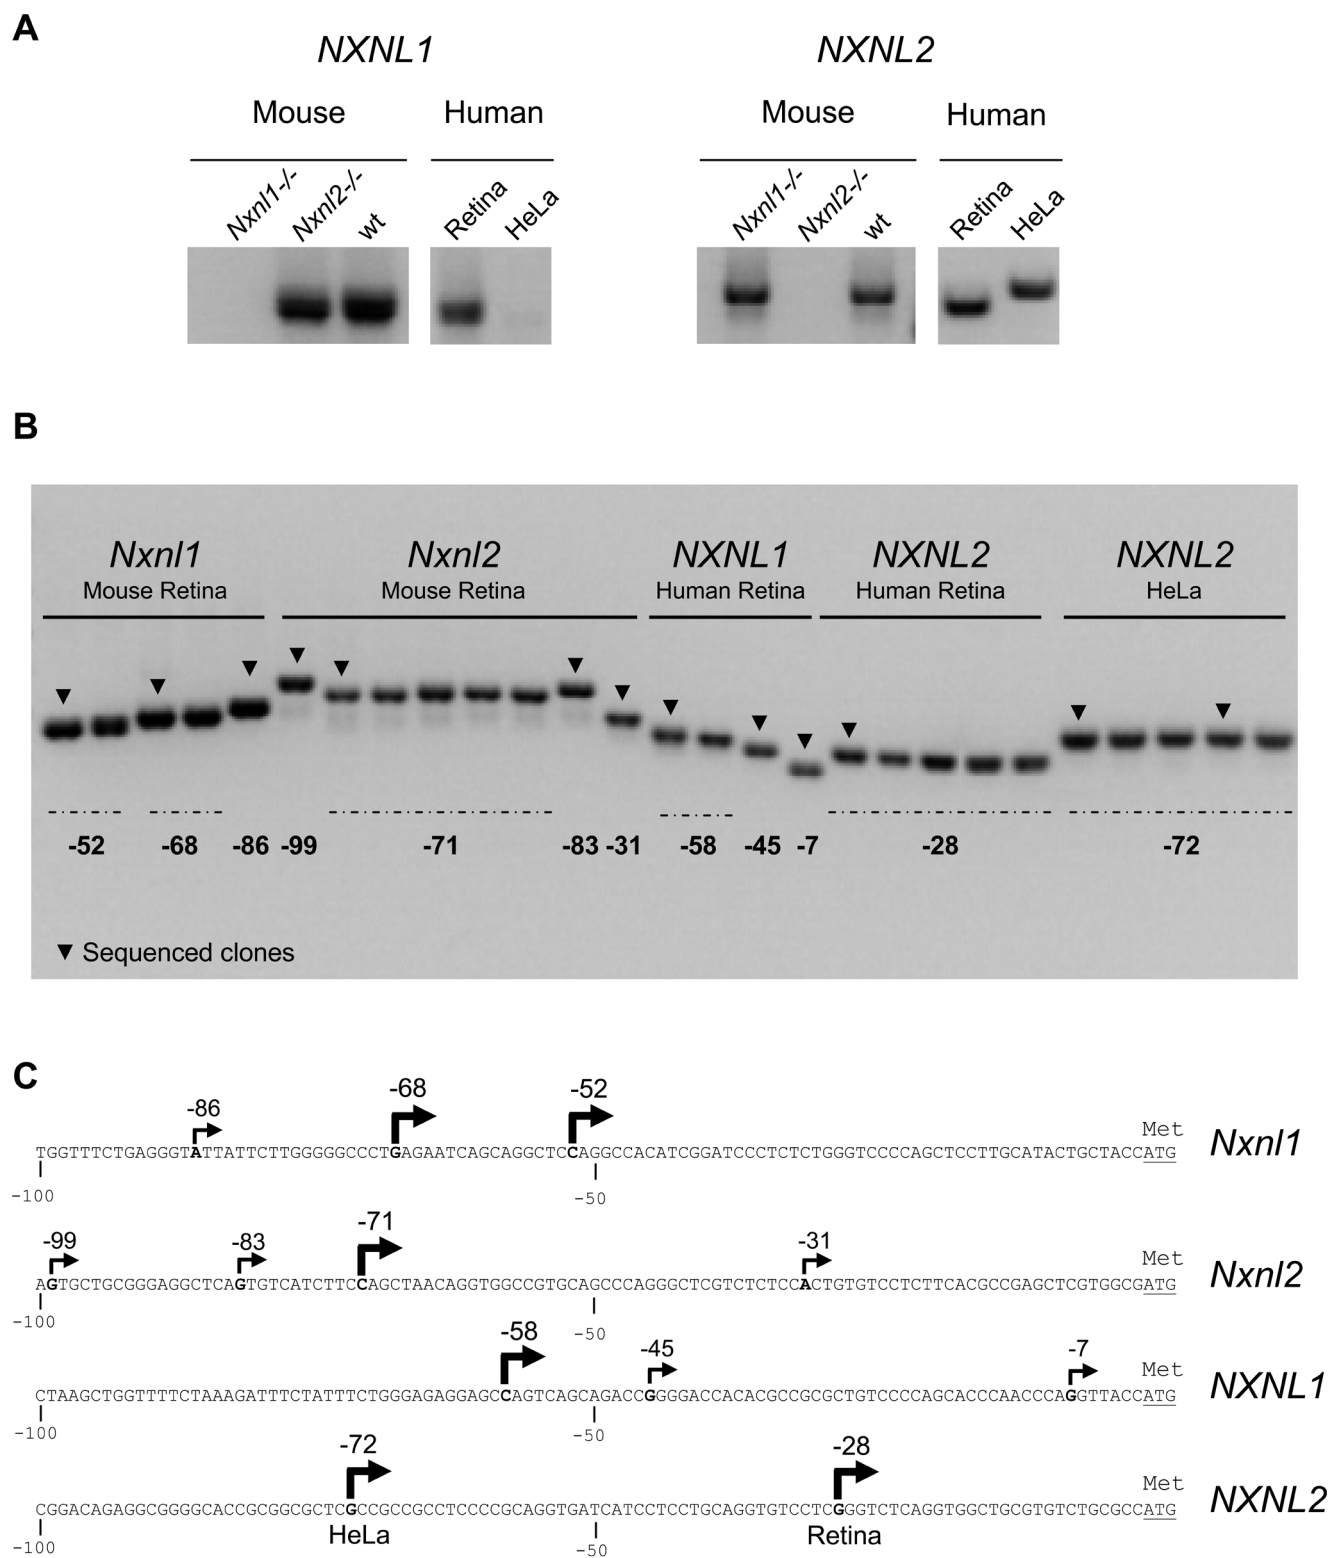 A
NXNL1 NXNL2
Mouse Human Mouse Human
Nxnl1-/- Nxnl2-/- wt Retina HeLa Nxnl1-/- Nxnl2-/- wt Retina HeLa
B
Nxnl1 Nxnl2 NXNL1 NXNL2 NXNL2
Mouse Retina Mouse Retina Human Retina Human Retina HeLa
-52 -68 -86 -99 -71 -83 -31 -58 -45 -7 -28 -72
▼ Sequenced clones
C
-86 -68 -52 Met
TGGTTTCTGAGGGTATTATTCTTGGGGGCCCTGAGAATCAGCAGGCTCCAGGCCACATCGGATCCCTCTCTGGGTCCCCAGCTCCTTGCATACTGCTACCATG Nxnl1
-100 -50
-99 -83 -71 -31 Met
AGTGCTGCGGGAGGCTCAGTGTCATCTTCCAGCTAACAGGTGGCCGTGCAGCCCAGGGCTCGTCTCTCCACTGTGTCCTCTTCACGCCGAGCTCGTGGCGATG Nxnl2
-100 -50
-58 -45 -7 Met
CTAAGCTGGTTTTCTAAAGATTTCTATTTCTGGGAGAGGAGCCAGTCAGCAGACCGGGGACCACACGCCGCGCTGTCCCCAGCACCCAACCCAGGTTACCATG NXNL1
-100 -50
-72 -28 Met
CGGACAGAGGCGGGGCACCGCGGCGCTCGCCGCCGCCTCCCCGCAGGTGATCATCCTCCTGCAGGTGTCCTCGGGTCTCAGGTGGCTGCGTGTCTGCGCCATG NXNL2
HeLa Retina
-100 -50